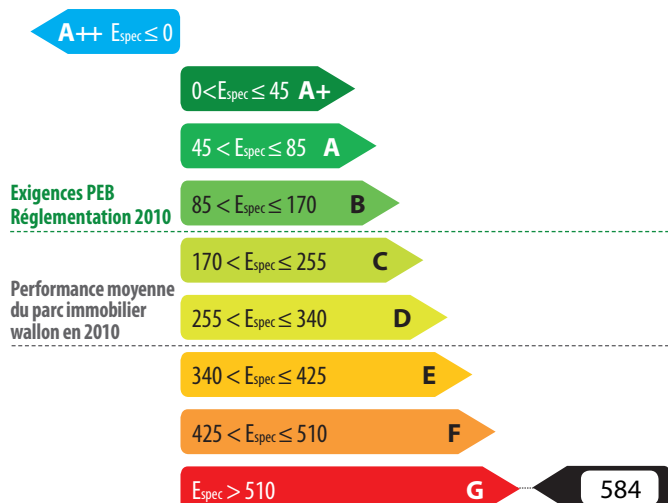 A++ Espec ≤ 0
0<Espec ≤ 45 A+
45 < Espec ≤ 85 A
Exigences PEB
Réglementation 2010
85 < Espec ≤ 170 B
170 < Espec ≤ 255 C
Performance moyenne
du parc immobilier
wallon en 2010
255 < Espec ≤ 340 D
340 < Espec ≤ 425 E
425 < Espec ≤ 510 F
Espec > 510 G 584